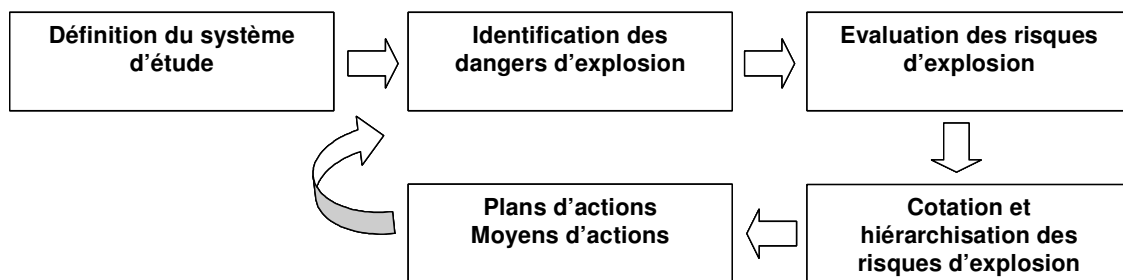 Définition du système
d'étude
Identification des
dangers d'explosion
Evaluation des risques
d'explosion
Plans d'actions
Moyens d'actions
Cotation et
hiérarchisation des
risques d'explosion